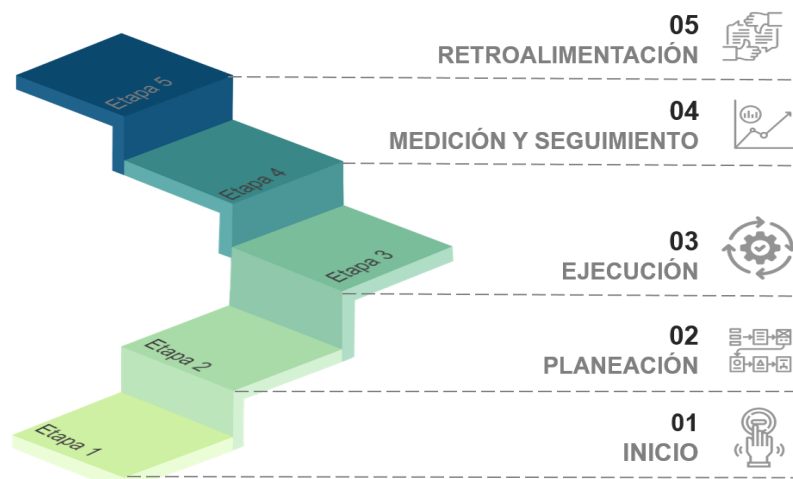 05
RETROALIMENTACIÓN
Etapa 5
04
MEDICIÓN Y SEGUIMIENTO
Etapa 4
03
EJECUCIÓN
Etapa 3
02
PLANEACIÓN
Etapa 2
01
INICIO
Etapa 1